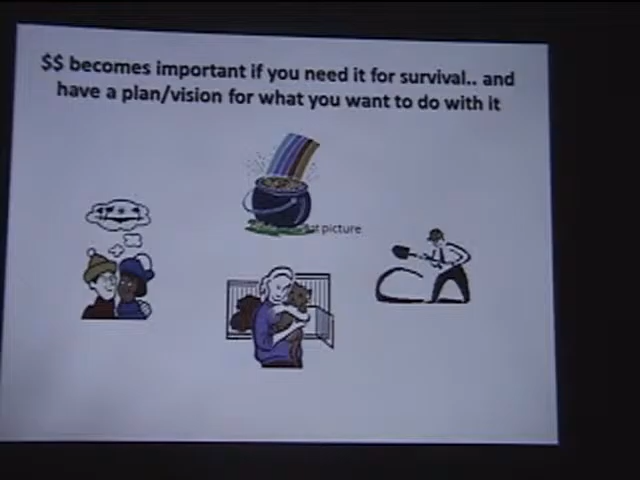 $$ becomes important if you need it for survival.. and
have a plan/vision for what you want to do with it
picture